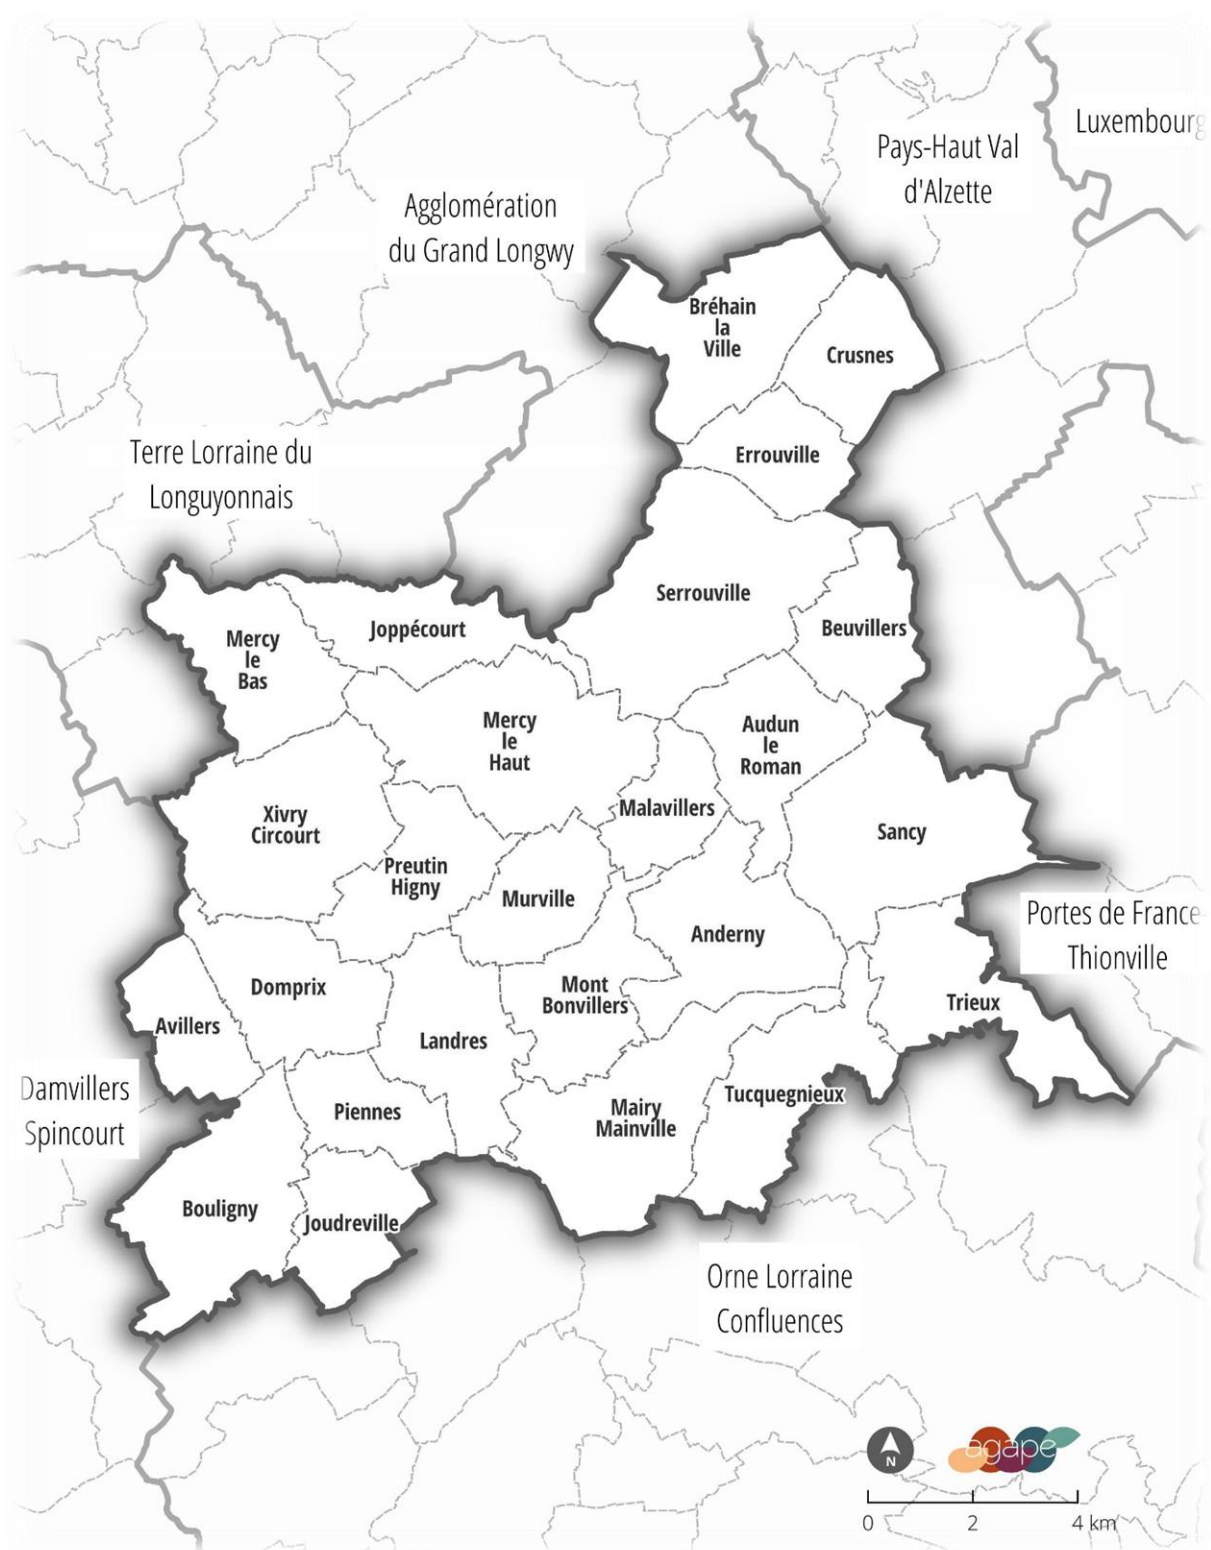 Luxembourg
Pays-Haut Val
d'Alzette
Agglomération
du Grand Longwy
Bréhain
la
Ville
Crusnes
Terre Lorraine du
Longuyonnais
Errouville
Serrouville
Mercy
le
Bas
Joppécourt
Beuvillers
Mercy
le
Haut
Audun
le
Roman
Xivry
Circourt
Malavillers
Sancy
Preutin
Higny
Murville
Portes de France-
Thionville
Anderny
Domprix
Mont
Bonvillers
Trieux
Avillers
Landres
Damvillers
Spincourt
Piennes
Mairy
Mainville
Tucquegnieux
Bouligny
Joudreville
Orne Lorraine
Confluences
N
agape
0 2 4 km